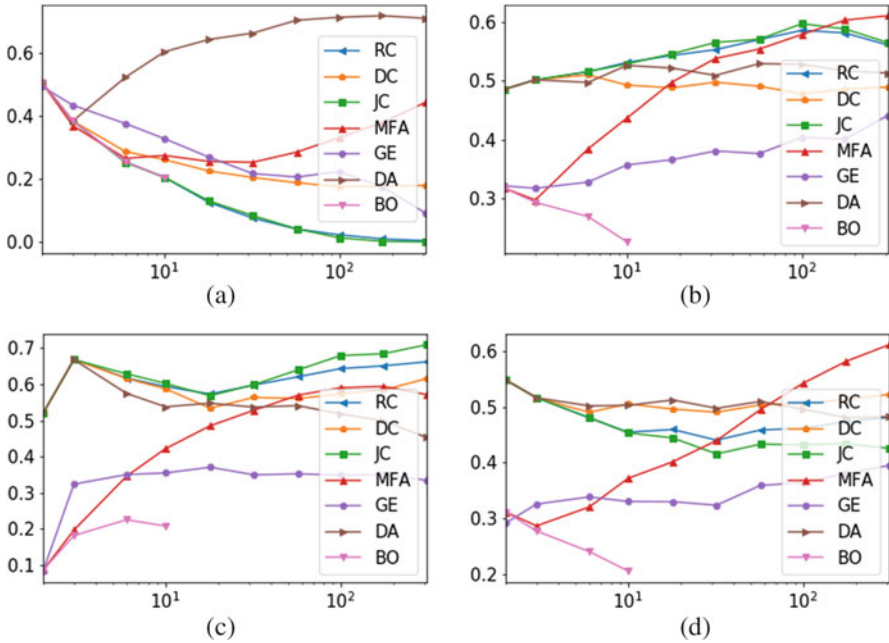 0.6
0.4
0.2
0.0
10¹
10²
RC
DC
JC
MFA
GE
DA
BO
(a)
0.6
0.5
0.4
0.3
10¹
10²
RC
DC
JC
MFA
GE
DA
BO
(b)
0.7
0.6
0.5
0.4
0.3
0.2
0.1
10¹
10²
RC
DC
JC
MFA
GE
DA
BO
(c)
0.6
0.5
0.4
0.3
0.2
10¹
10²
RC
DC
JC
MFA
GE
DA
BO
(d)